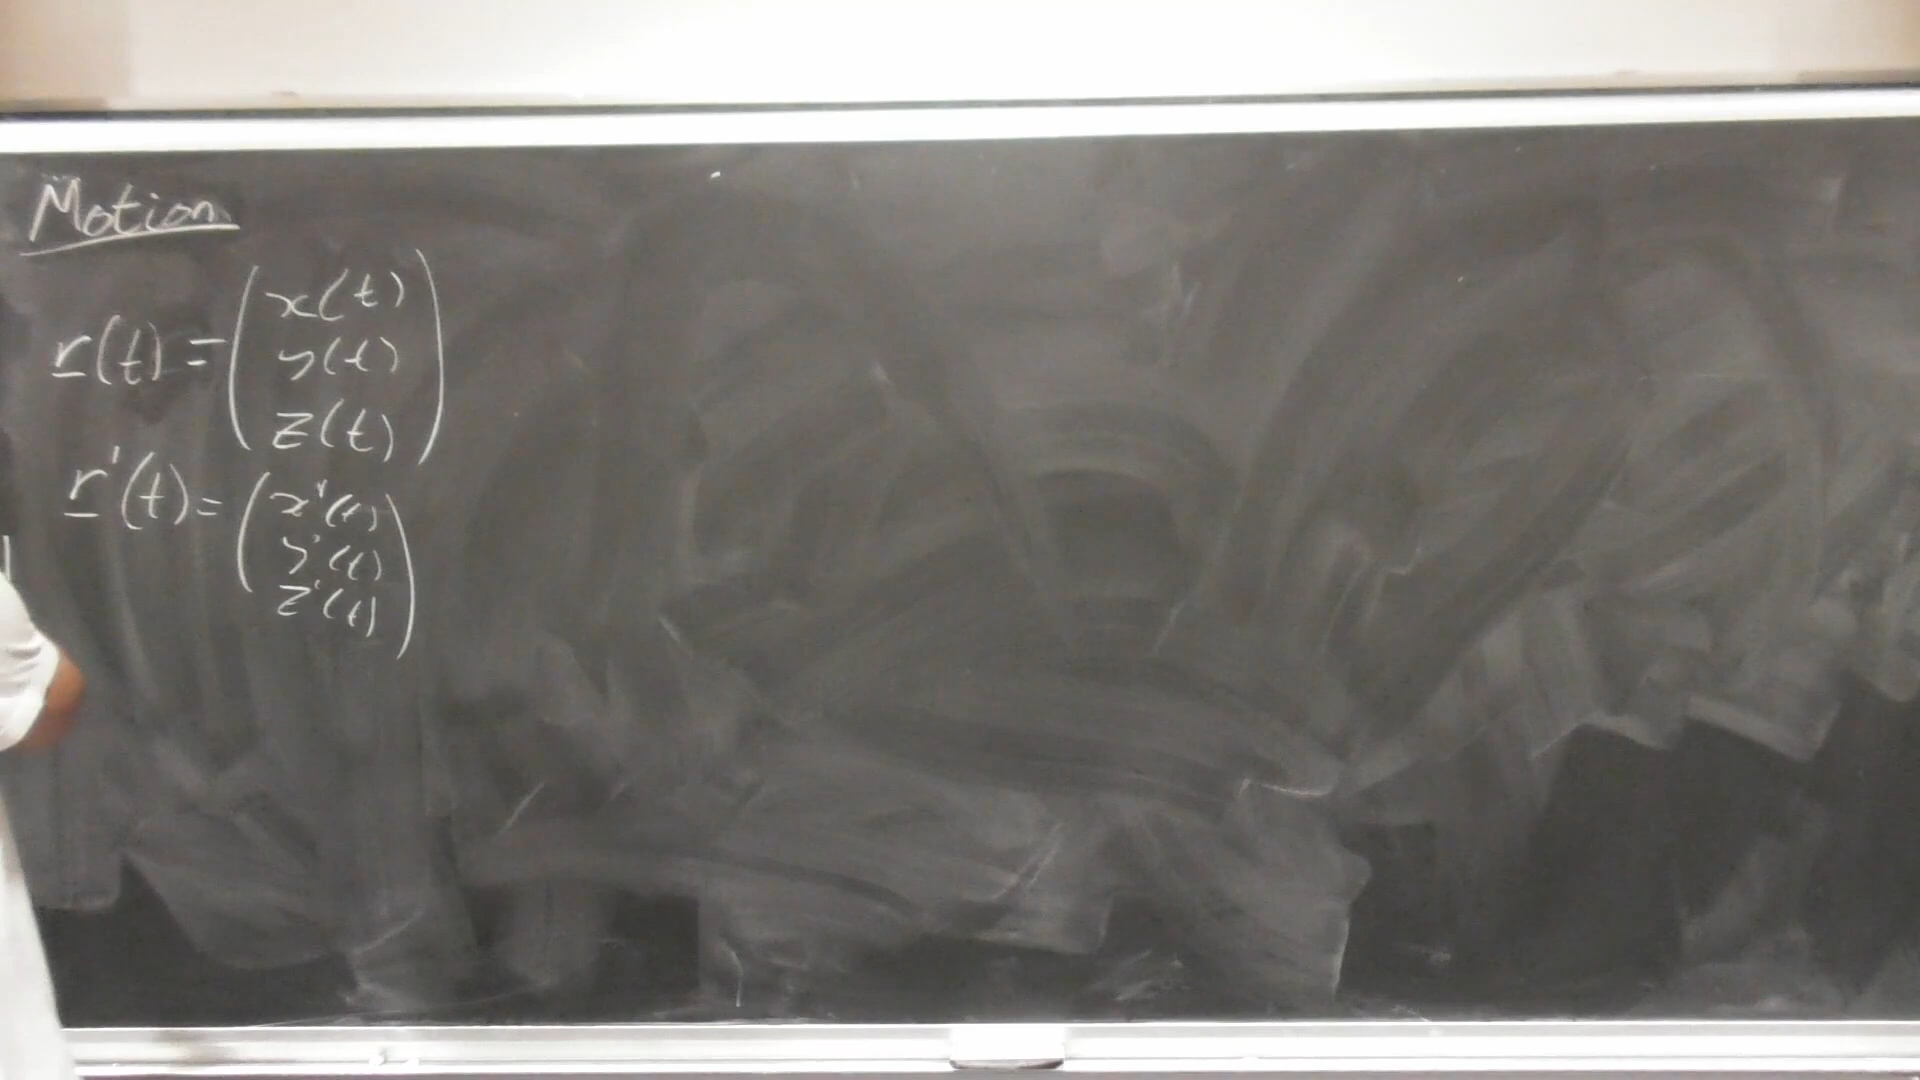 Motion
r(t) = ( x(t)
y(t)
z(t) )
r'(t) = ( x'(t)
y'(t)
z'(t) )